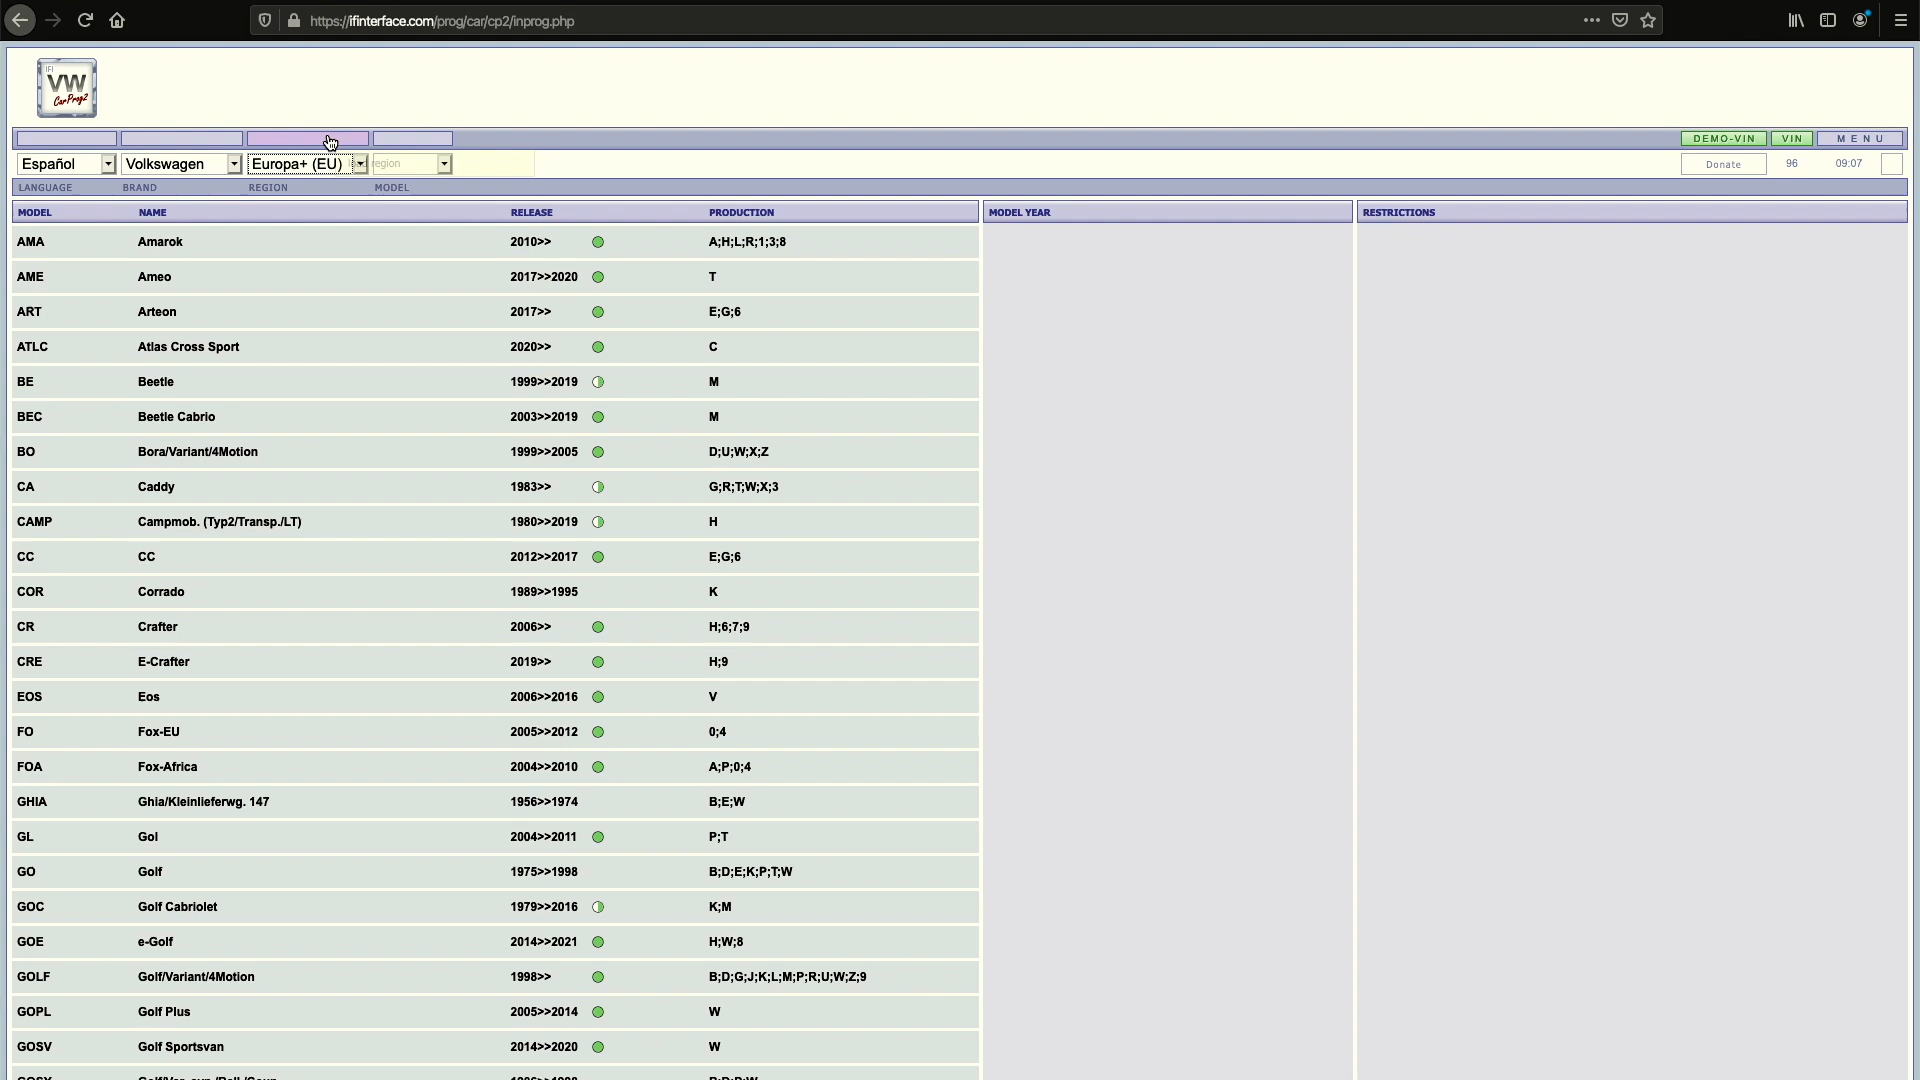 https://ifinterface.com/prog/car/cp2/inprog.php
IFI
VW
CarProg2
DEMO-VIN VIN MENU
Español Volkswagen Europa+ (EU) region Donate 96 09:07
LANGUAGE BRAND REGION MODEL
MODEL NAME RELEASE PRODUCTION MODEL YEAR RESTRICTIONS
AMA Amarok 2010>> A;H;L;R;1;3;8
AME Ameo 2017>>2020 T
ART Arteon 2017>> E;G;6
ATLC Atlas Cross Sport 2020>> C
BE Beetle 1999>>2019 M
BEC Beetle Cabrio 2003>>2019 M
BO Bora/Variant/4Motion 1999>>2005 D;U;W;X;Z
CA Caddy 1983>> G;R;T;W;X;3
CAMP Campmob. (Typ2/Transp./LT) 1980>>2019 H
CC CC 2012>>2017 E;G;6
COR Corrado 1989>>1995 K
CR Crafter 2006>> H;6;7;9
CRE E-Crafter 2019>> H;9
EOS Eos 2006>>2016 V
FO Fox-EU 2005>>2012 0;4
FOA Fox-Africa 2004>>2010 A;P;0;4
GHIA Ghia/Kleinlieferwg. 147 1956>>1974 B;E;W
GL Gol 2004>>2011 P;T
GO Golf 1975>>1998 B;D;E;K;P;T;W
GOC Golf Cabriolet 1979>>2016 K;M
GOE e-Golf 2014>>2021 H;W;8
GOLF Golf/Variant/4Motion 1998>> B;D;G;J;K;L;M;P;R;U;W;Z;9
GOPL Golf Plus 2005>>2014 W
GOSV Golf Sportsvan 2014>>2020 W